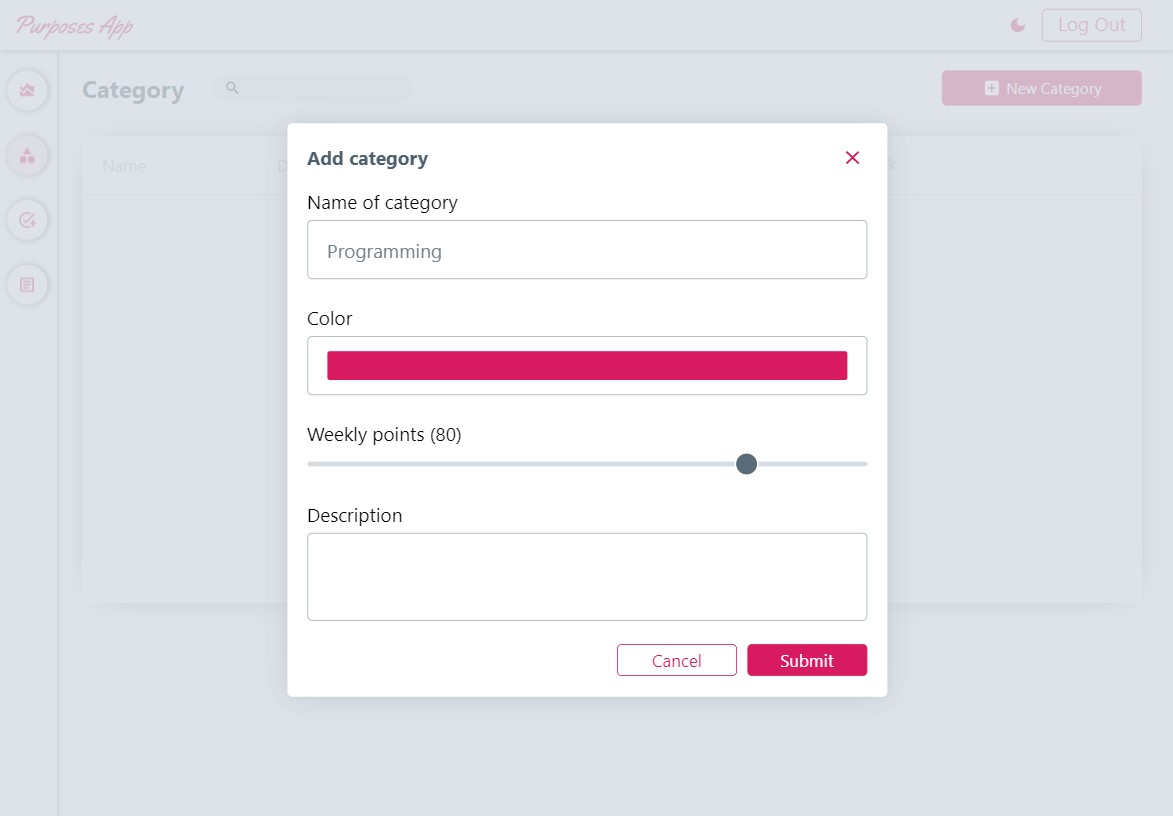 Purposes App
Log Out
Category
New Category
Name
Add category
Name of category
Programming
Color
Weekly points (80)
Description
Cancel
Submit